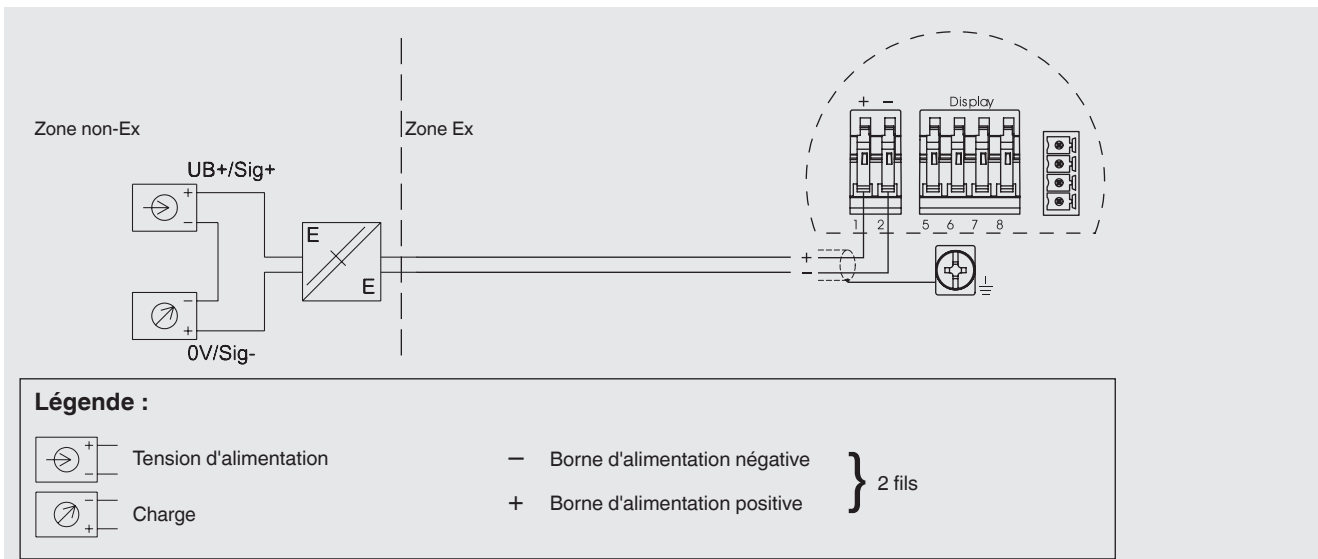 Zone non-Ex
Zone Ex
UB+/Sig+
+
−
−
+
0V/Sig-
E
E
+ − Display
1 2 5 6 7 8
+
−
Légende :
+
−
Tension d'alimentation
−
+
Charge
− Borne d'alimentation négative
+ Borne d'alimentation positive
} 2 fils